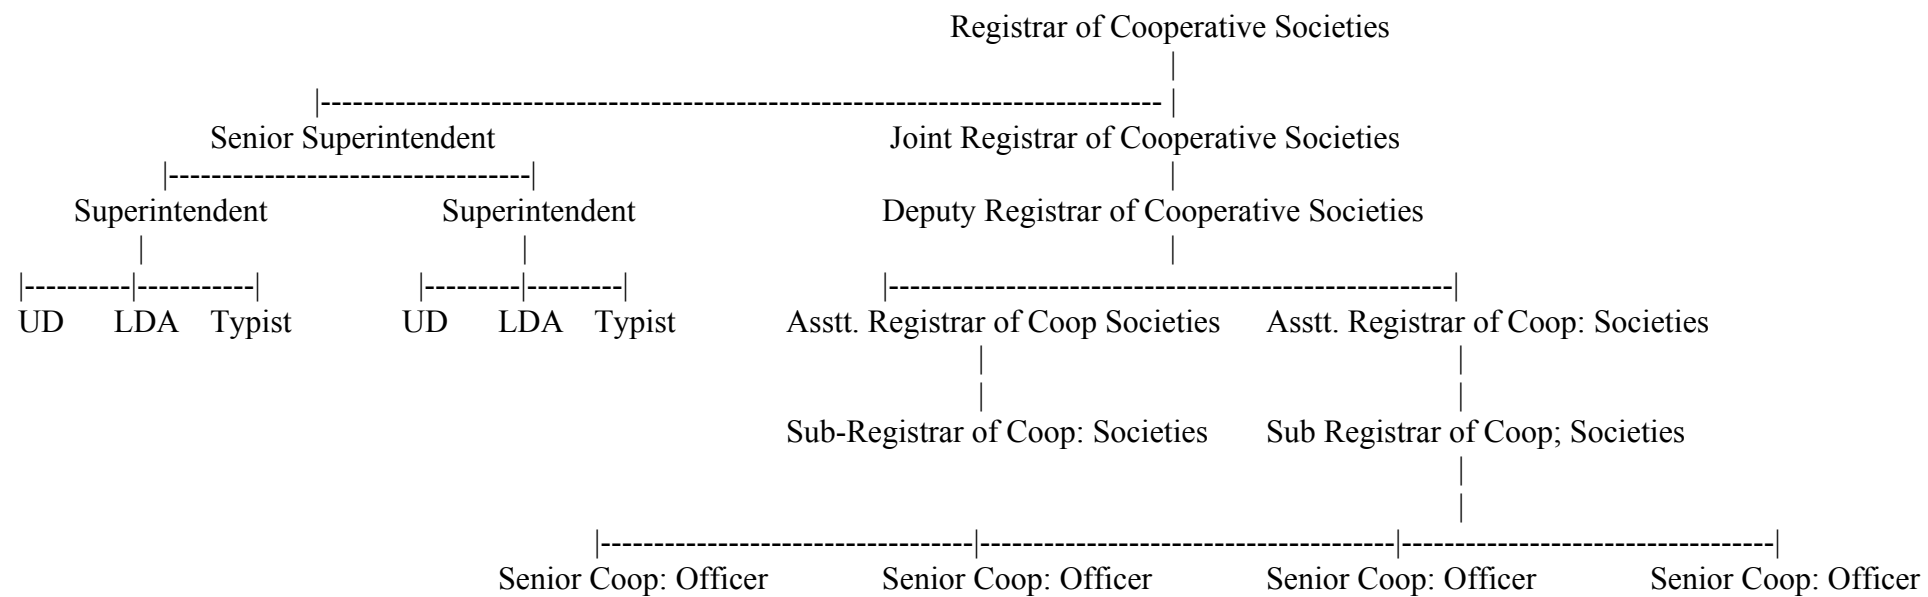 Registrar of Cooperative Societies
Senior Superintendent Joint Registrar of Cooperative Societies
Superintendent Superintendent Deputy Registrar of Cooperative Societies
UD LDA Typist UD LDA Typist Asstt. Registrar of Coop Societies Asstt. Registrar of Coop: Societies
Sub-Registrar of Coop: Societies Sub Registrar of Coop; Societies
Senior Coop: Officer Senior Coop: Officer Senior Coop: Officer Senior Coop: Officer